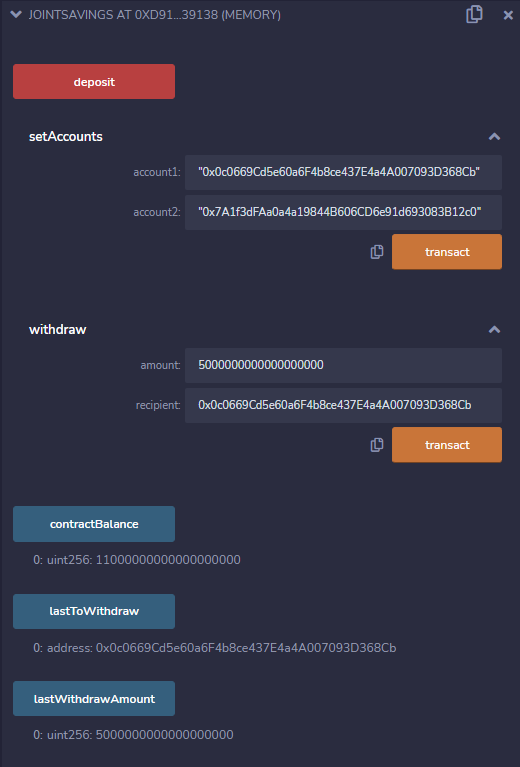 JOINTSAVINGS AT 0XD91...39138 (MEMORY)
deposit
setAccounts
account1: "0x0c0669Cd5e60a6F4b8ce437E4a4A007093D368Cb"
account2: "0x7A1f3dFAa0a4a19844B606CD6e91d693083B12c0"
transact
withdraw
amount: 5000000000000000000
recipient: 0x0c0669Cd5e60a6F4b8ce437E4a4A007093D368Cb
transact
contractBalance
0: uint256: 11000000000000000000
lastToWithdraw
0: address: 0x0c0669Cd5e60a6F4b8ce437E4a4A007093D368Cb
lastWithdrawAmount
0: uint256: 5000000000000000000